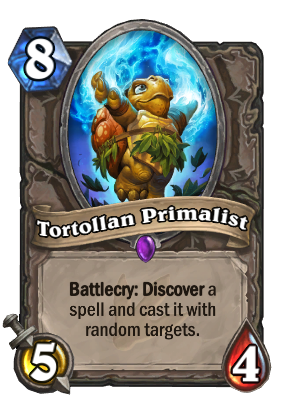 8
Tortollan Primalist
Battlecry: Discover a
spell and cast it with
random targets.
5
4